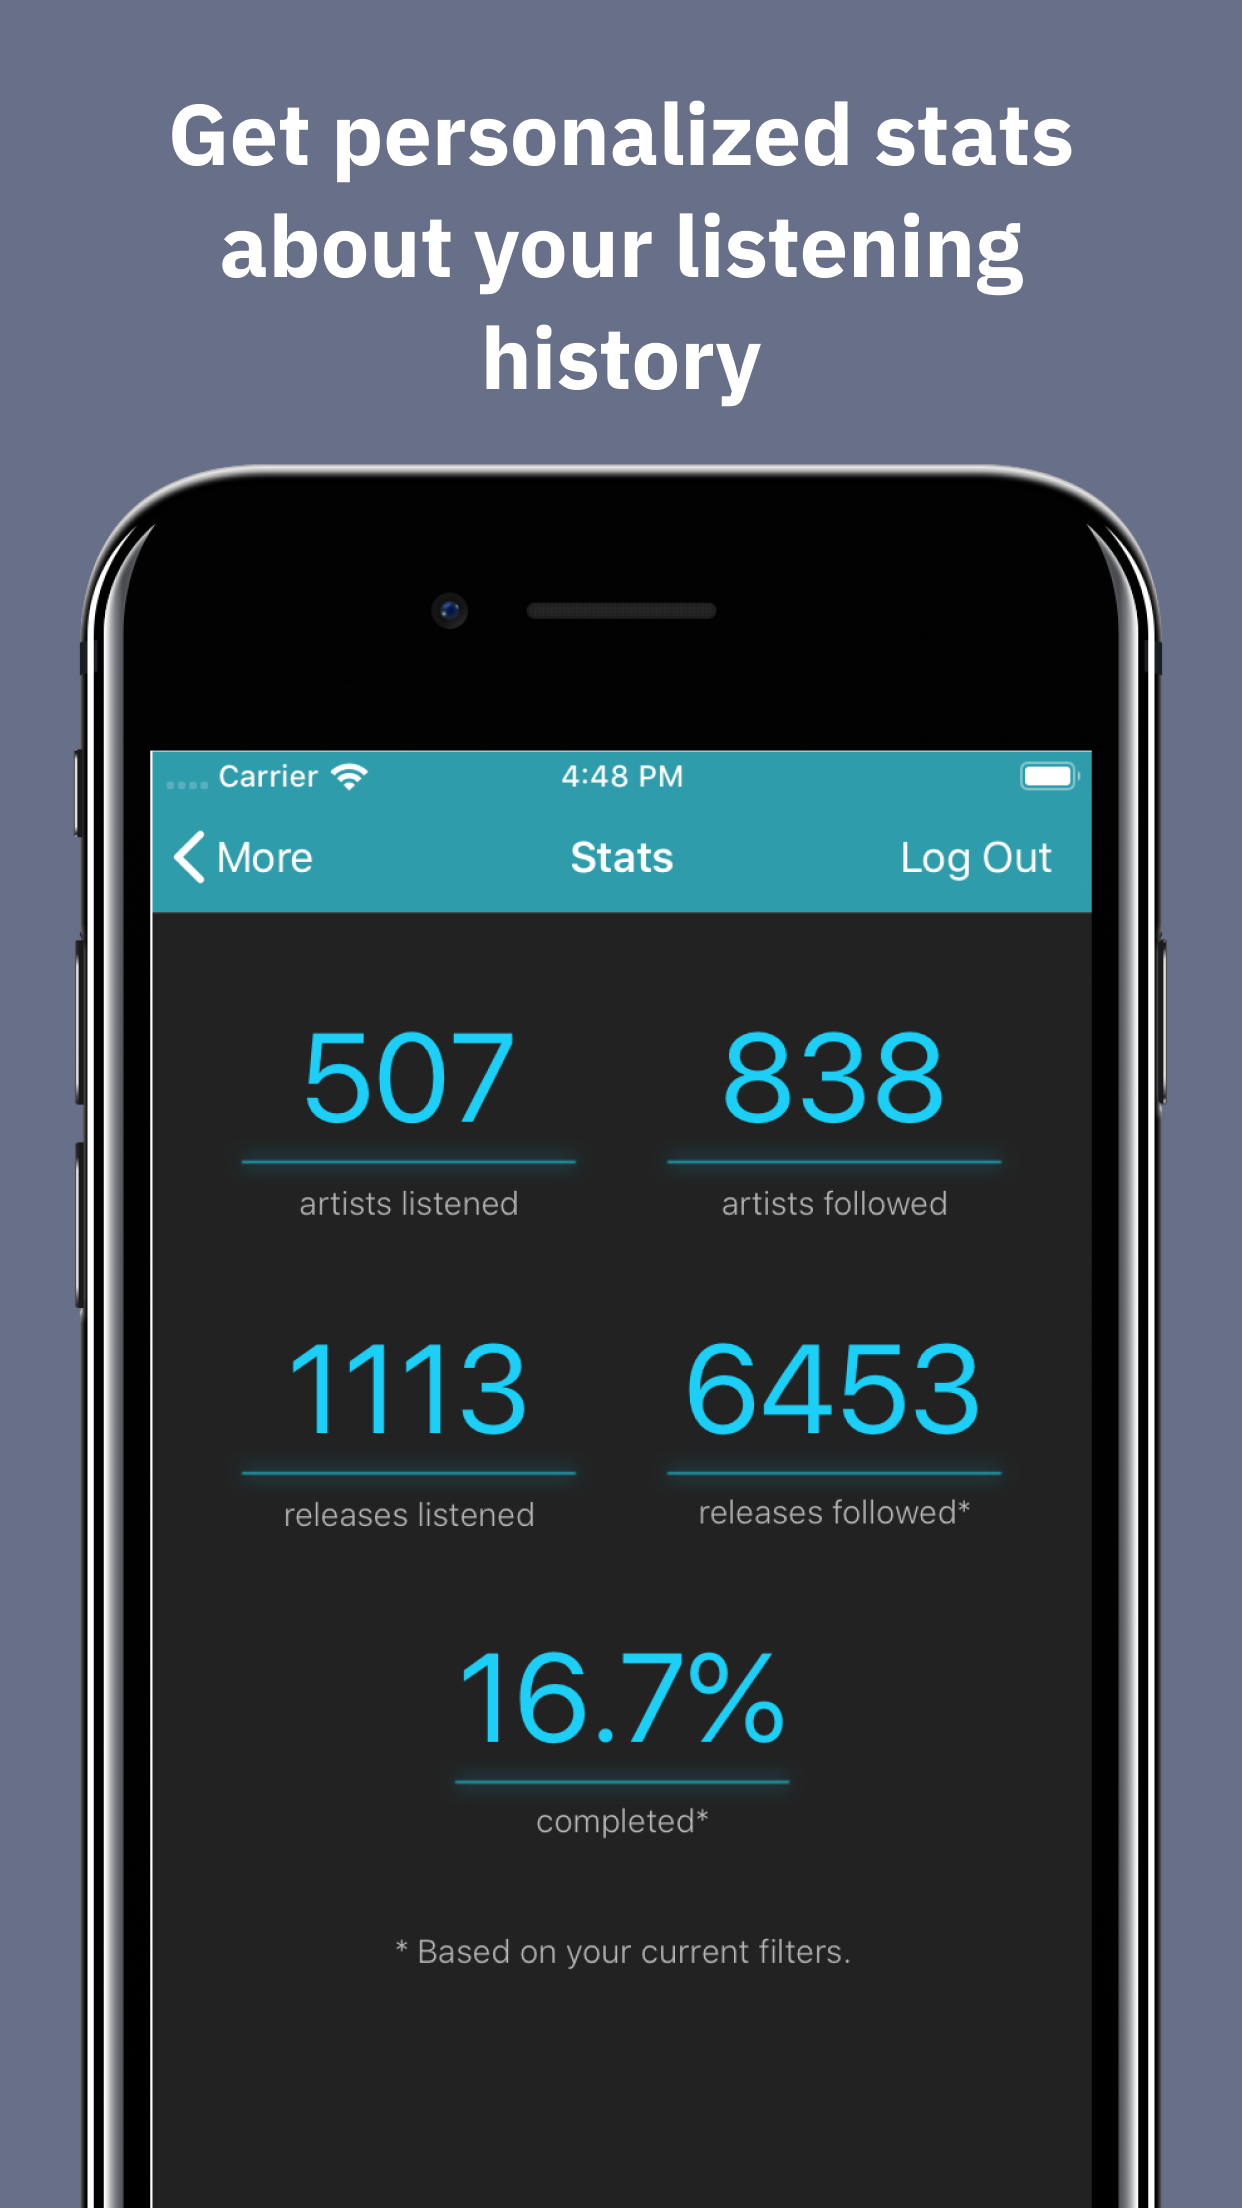 Get personalized stats
about your listening
history
Carrier 4:48 PM
More Stats Log Out
507 838
artists listened artists followed
1113 6453
releases listened releases followed*
16.7%
completed*
* Based on your current filters.